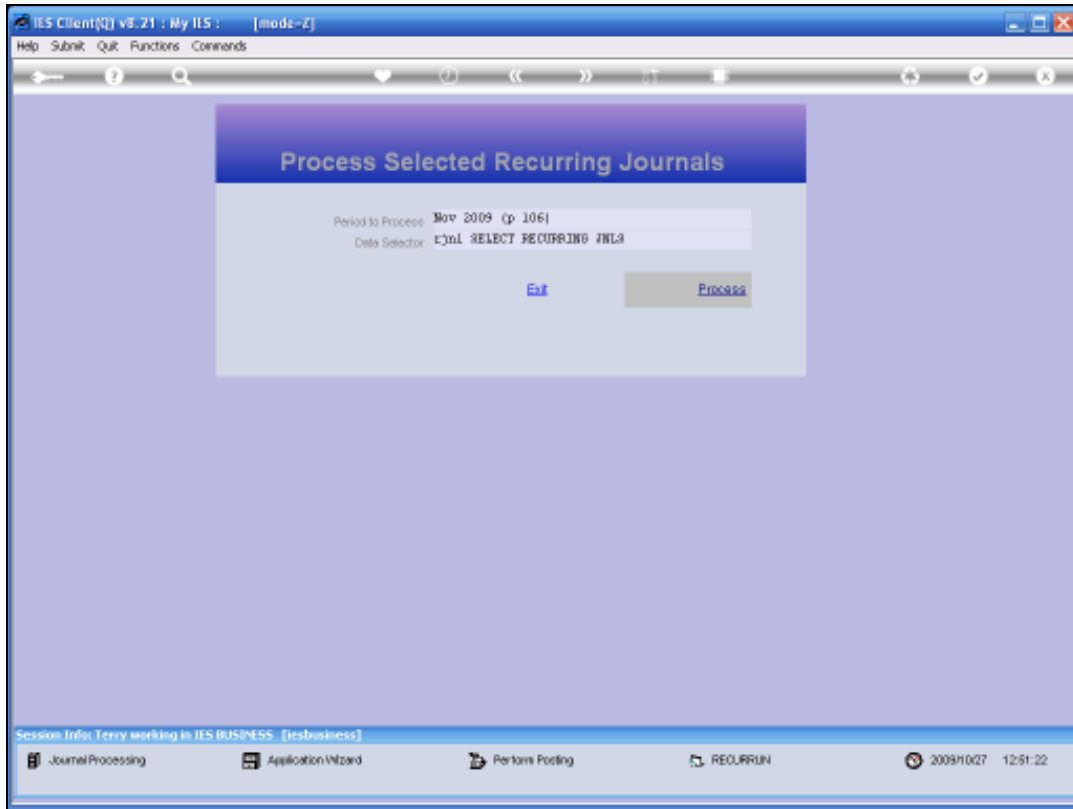 IES Client(Q) v8.21 : My IES : [mode-Z]
Help Submit Quit Functions Commands
Process Selected Recurring Journals
Period to Process Nov 2009 (p 106)
Data Selector rjnl SELECT RECURRING JNLS
Exit Process
Session Info: Terry working in IES BUSINESS [iesbusiness]
Journal Processing Application Wizard Perform Posting RECURRUN 2009/10/27 12:51:22